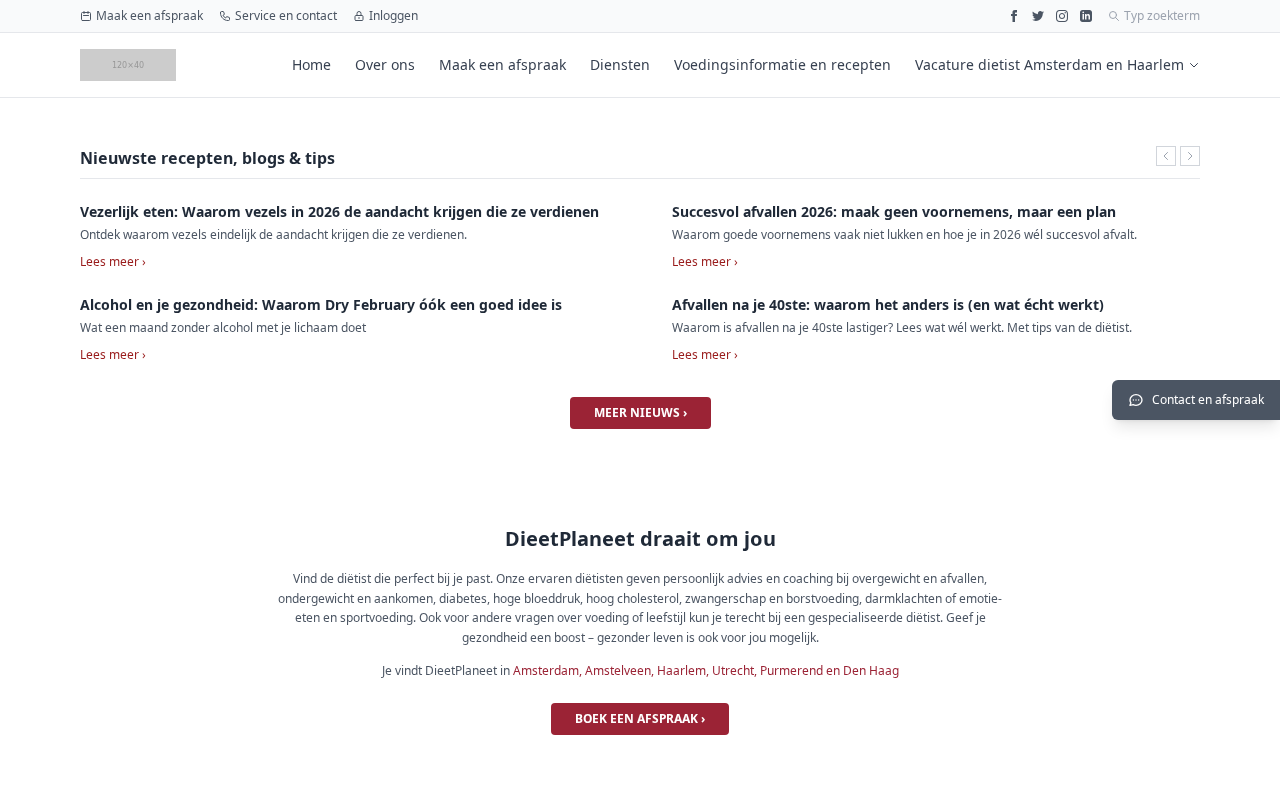 Maak een afspraak Service en contact Inloggen Typ zoekterm
120×40 Home Over ons Maak een afspraak Diensten Voedingsinformatie en recepten Vacature dietist Amsterdam en Haarlem
Nieuwste recepten, blogs & tips
Vezerlijk eten: Waarom vezels in 2026 de aandacht krijgen die ze verdienen
Ontdek waarom vezels eindelijk de aandacht krijgen die ze verdienen.
Lees meer ›
Succesvol afvallen 2026: maak geen voornemens, maar een plan
Waarom goede voornemens vaak niet lukken en hoe je in 2026 wél succesvol afvalt.
Lees meer ›
Alcohol en je gezondheid: Waarom Dry February óók een goed idee is
Wat een maand zonder alcohol met je lichaam doet
Lees meer ›
Afvallen na je 40ste: waarom het anders is (en wat écht werkt)
Waarom is afvallen na je 40ste lastiger? Lees wat wél werkt. Met tips van de diëtist.
Lees meer ›
MEER NIEUWS ›
Contact en afspraak
DieetPlaneet draait om jou
Vind de diëtist die perfect bij je past. Onze ervaren diëtisten geven persoonlijk advies en coaching bij overgewicht en afvallen,
ondergewicht en aankomen, diabetes, hoge bloeddruk, hoog cholesterol, zwangerschap en borstvoeding, darmklachten of emotie-
eten en sportvoeding. Ook voor andere vragen over voeding of leefstijl kun je terecht bij een gespecialiseerde diëtist. Geef je
gezondheid een boost – gezonder leven is ook voor jou mogelijk.
Je vindt DieetPlaneet in Amsterdam, Amstelveen, Haarlem, Utrecht, Purmerend en Den Haag
BOEK EEN AFSPRAAK ›